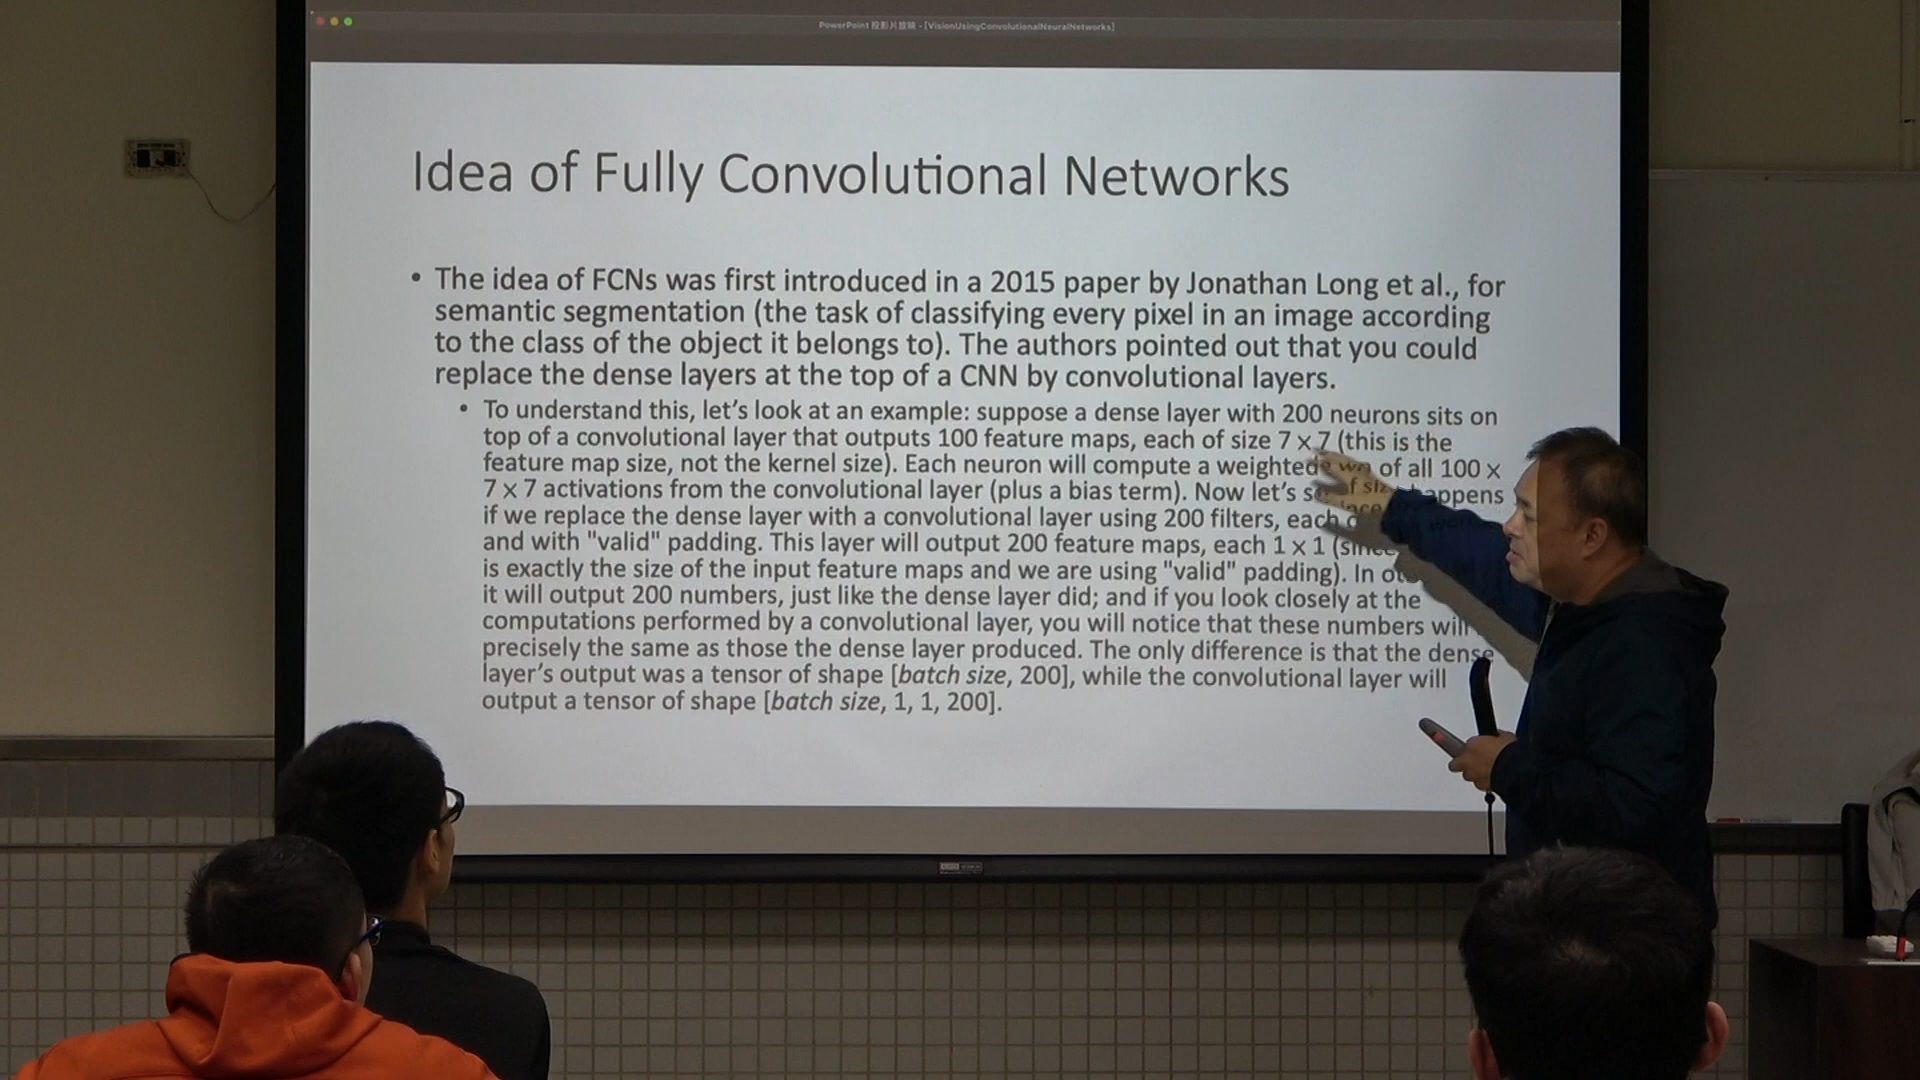 PowerPoint 投影片放映 - [VisionUsingConvolutionalNeuralNetworks]
Idea of Fully Convolutional Networks
• The idea of FCNs was first introduced in a 2015 paper by Jonathan Long et al., for
semantic segmentation (the task of classifying every pixel in an image according
to the class of the object it belongs to). The authors pointed out that you could
replace the dense layers at the top of a CNN by convolutional layers.
• To understand this, let's look at an example: suppose a dense layer with 200 neurons sits on
top of a convolutional layer that outputs 100 feature maps, each of size 7 x 7 (this is the
feature map size, not the kernel size). Each neuron will compute a weighted of all 100 x
7 x 7 activations from the convolutional layer (plus a bias term). Now let's happens
if we replace the dense layer with a convolutional layer using 200 filters, each
and with "valid" padding. This layer will output 200 feature maps, each 1 x 1 (since
is exactly the size of the input feature maps and we are using "valid" padding). In
it will output 200 numbers, just like the dense layer did; and if you look closely at the
computations performed by a convolutional layer, you will notice that these numbers will
precisely the same as those the dense layer produced. The only difference is that the dense
layer's output was a tensor of shape [batch size, 200], while the convolutional layer will
output a tensor of shape [batch size, 1, 1, 200].